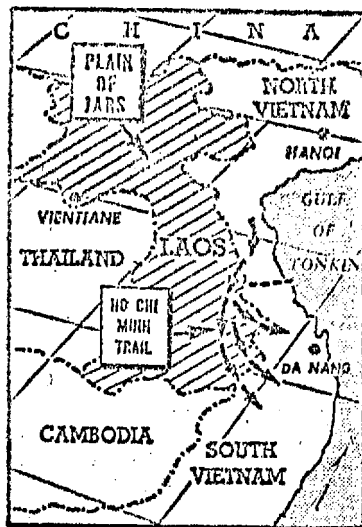 CHINA
PLAIN
OF
JARS
NORTH
VIETNAM
HANOI
GULF
OF
TONKIN
VIENTIANE
THAILAND
LAOS
HO CHI
MINH
TRAIL
DA NANG
CAMBODIA
SOUTH
VIETNAM